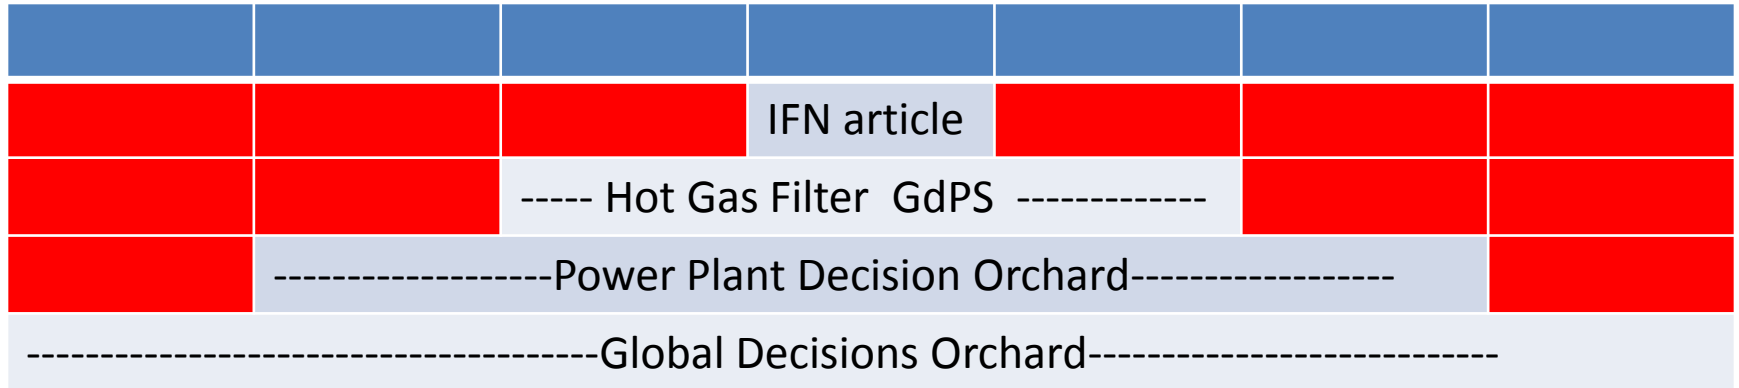 IFN article
----- Hot Gas Filter  GdPS  -------------
-------------------Power Plant Decision Orchard------------------
---------------------------------------Global Decisions Orchard----------------------------